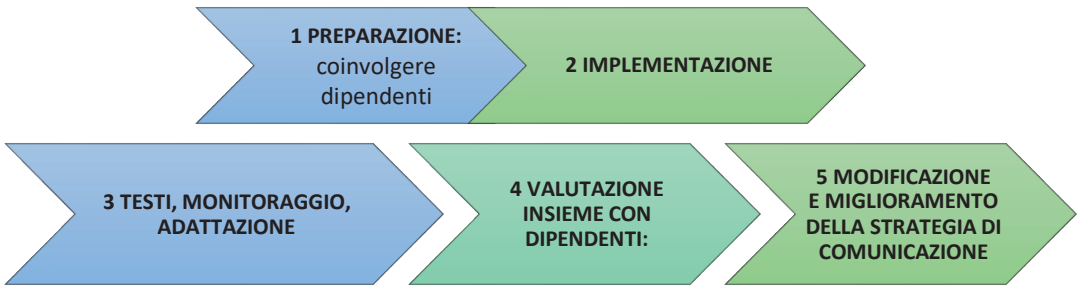 1 PREPARAZIONE:
coinvolgere
dipendenti
2 IMPLEMENTAZIONE
3 TESTI, MONITORAGGIO,
ADATTAZIONE
4 VALUTAZIONE
INSIEME CON
DIPENDENTI:
5 MODIFICAZIONE
E MIGLIORAMENTO
DELLA STRATEGIA DI
COMUNICAZIONE